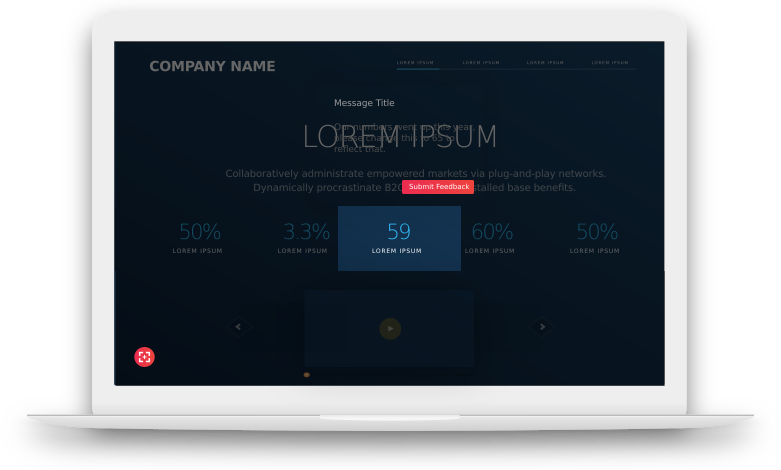 COMPANY NAME
LOREM IPSUM LOREM IPSUM LOREM IPSUM LOREM IPSUM
Message Title
Our numbers went up this year,
please change this to 65 to
reflect that.
LOREM IPSUM
Collaboratively administrate empowered markets via plug-and-play networks.
Dynamically procrastinate B2C installed base benefits.
Submit Feedback
50% 3.3% 59 60% 50%
LOREM IPSUM LOREM IPSUM LOREM IPSUM LOREM IPSUM LOREM IPSUM